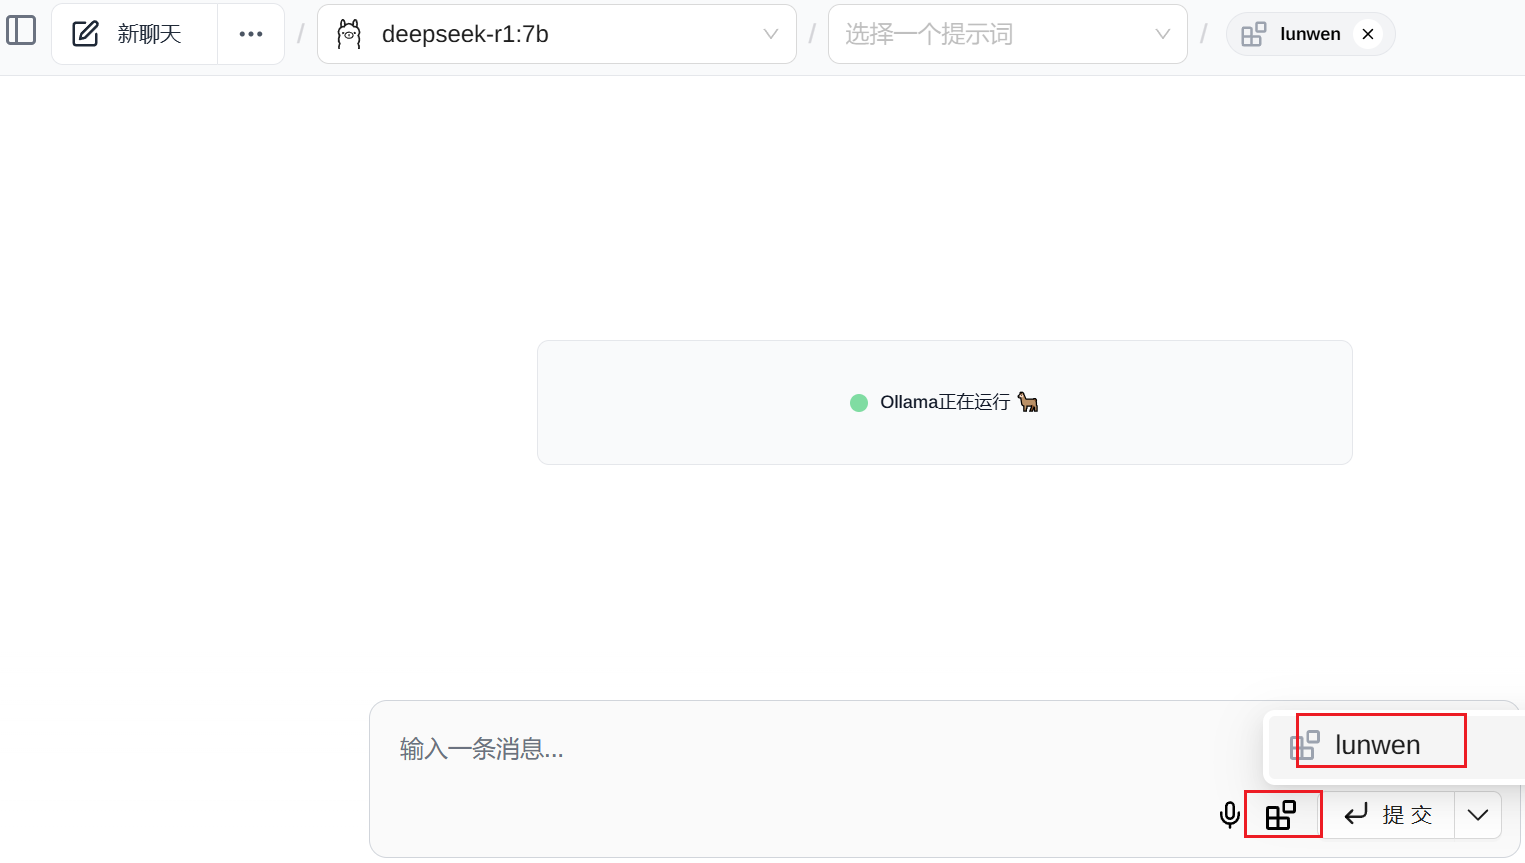 新聊天
/
deepseek-r1:7b
/
选择一个提示词
/
lunwen
Ollama正在运行
输入一条消息...
lunwen
提 交